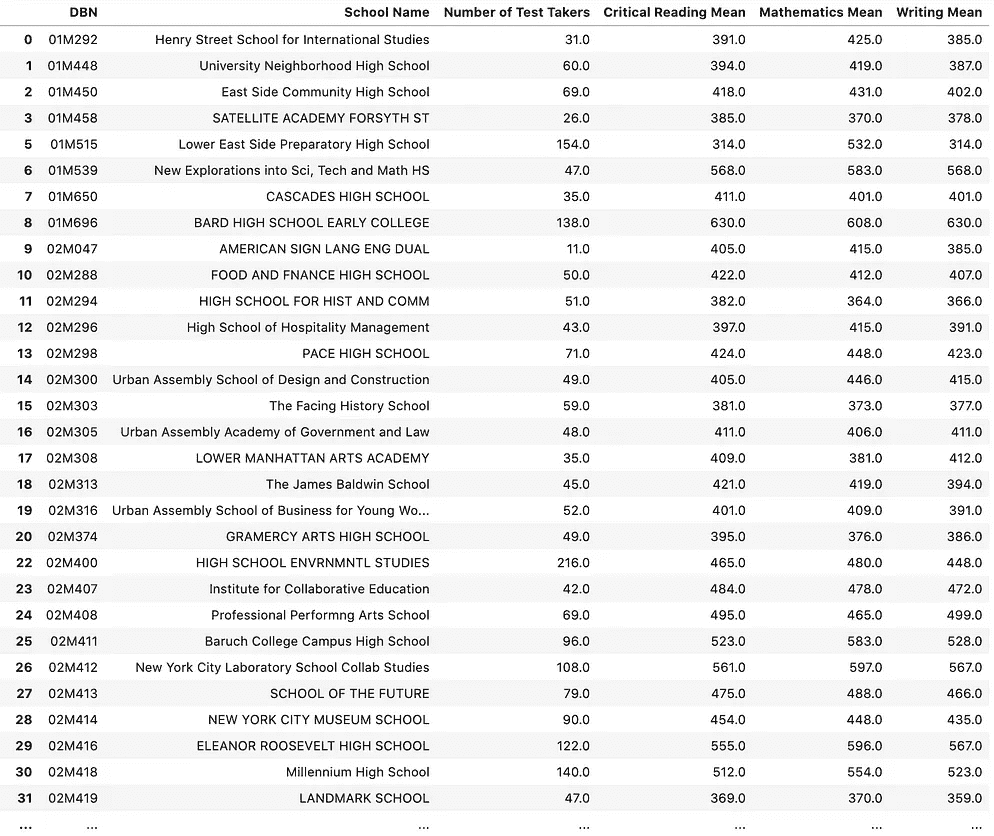 DBN School Name Number of Test Takers Critical Reading Mean Mathematics Mean Writing Mean
0 01M292 Henry Street School for International Studies 31.0 391.0 425.0 385.0
1 01M448 University Neighborhood High School 60.0 394.0 419.0 387.0
2 01M450 East Side Community High School 69.0 418.0 431.0 402.0
3 01M458 SATELLITE ACADEMY FORSYTH ST 26.0 385.0 370.0 378.0
5 01M515 Lower East Side Preparatory High School 154.0 314.0 532.0 314.0
6 01M539 New Explorations into Sci, Tech and Math HS 47.0 568.0 583.0 568.0
7 01M650 CASCADES HIGH SCHOOL 35.0 411.0 401.0 401.0
8 01M696 BARD HIGH SCHOOL EARLY COLLEGE 138.0 630.0 608.0 630.0
9 02M047 AMERICAN SIGN LANG ENG DUAL 11.0 405.0 415.0 385.0
10 02M288 FOOD AND FNANCE HIGH SCHOOL 50.0 422.0 412.0 407.0
11 02M294 HIGH SCHOOL FOR HIST AND COMM 51.0 382.0 364.0 366.0
12 02M296 High School of Hospitality Management 43.0 397.0 415.0 391.0
13 02M298 PACE HIGH SCHOOL 71.0 424.0 448.0 423.0
14 02M300 Urban Assembly School of Design and Construction 49.0 405.0 446.0 415.0
15 02M303 The Facing History School 59.0 381.0 373.0 377.0
16 02M305 Urban Assembly Academy of Government and Law 48.0 411.0 406.0 411.0
17 02M308 LOWER MANHATTAN ARTS ACADEMY 35.0 409.0 381.0 412.0
18 02M313 The James Baldwin School 45.0 421.0 419.0 394.0
19 02M316 Urban Assembly School of Business for Young Wo... 52.0 401.0 409.0 391.0
20 02M374 GRAMERCY ARTS HIGH SCHOOL 49.0 395.0 376.0 386.0
22 02M400 HIGH SCHOOL ENVRNMNTL STUDIES 216.0 465.0 480.0 448.0
23 02M407 Institute for Collaborative Education 42.0 484.0 478.0 472.0
24 02M408 Professional Performng Arts School 69.0 495.0 465.0 499.0
25 02M411 Baruch College Campus High School 96.0 523.0 583.0 528.0
26 02M412 New York City Laboratory School Collab Studies 108.0 561.0 597.0 567.0
27 02M413 SCHOOL OF THE FUTURE 79.0 475.0 488.0 466.0
28 02M414 NEW YORK CITY MUSEUM SCHOOL 90.0 454.0 448.0 435.0
29 02M416 ELEANOR ROOSEVELT HIGH SCHOOL 122.0 555.0 596.0 567.0
30 02M418 Millennium High School 140.0 512.0 554.0 523.0
31 02M419 LANDMARK SCHOOL 47.0 369.0 370.0 359.0
... ... ... ... ... ... ...